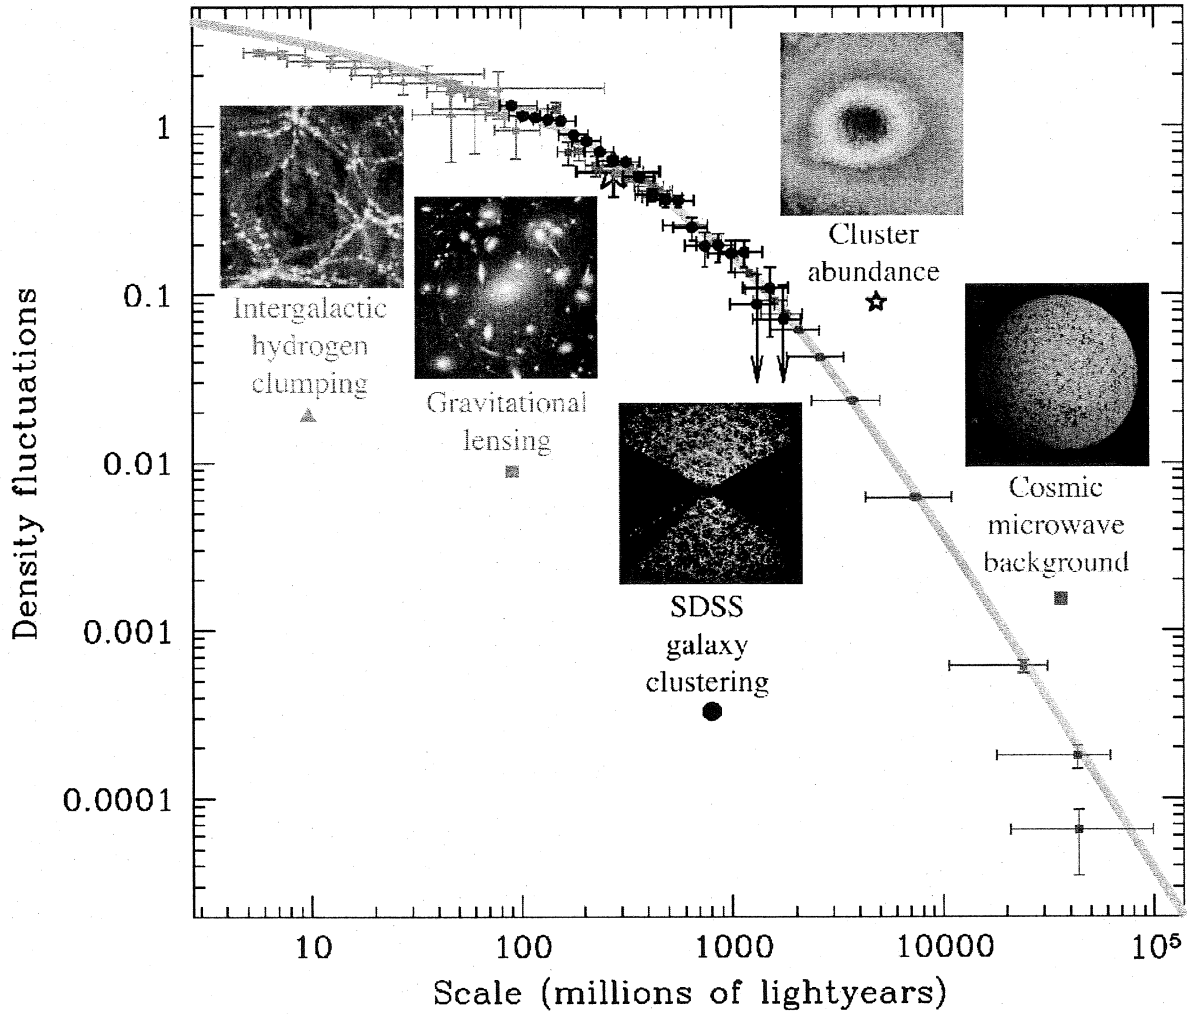 Density fluctuations
1
0.1
0.01
0.001
0.0001
Intergalactic
hydrogen
clumping
Gravitational
lensing
SDSS
galaxy
clustering
Cluster
abundance
Cosmic
microwave
background
10
100
1000
10000
10⁵
Scale (millions of lightyears)